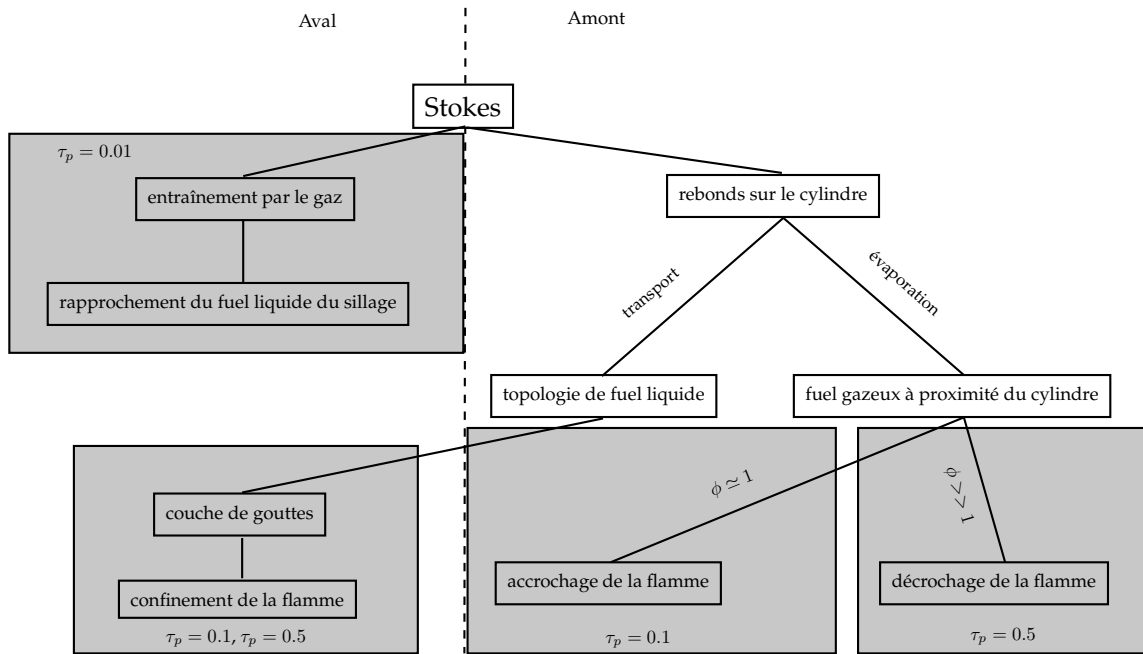 Aval
Amont
Stokes
τp = 0.01
entraînement par le gaz
rebonds sur le cylindre
rapprochement du fuel liquide du sillage
transport
évaporation
topologie de fuel liquide
fuel gazeux à proximité du cylindre
ϕ ≃ 1
ϕ >> 1
couche de gouttes
accrochage de la flamme
décrochage de la flamme
confinement de la flamme
τp = 0.1, τp = 0.5
τp = 0.1
τp = 0.5